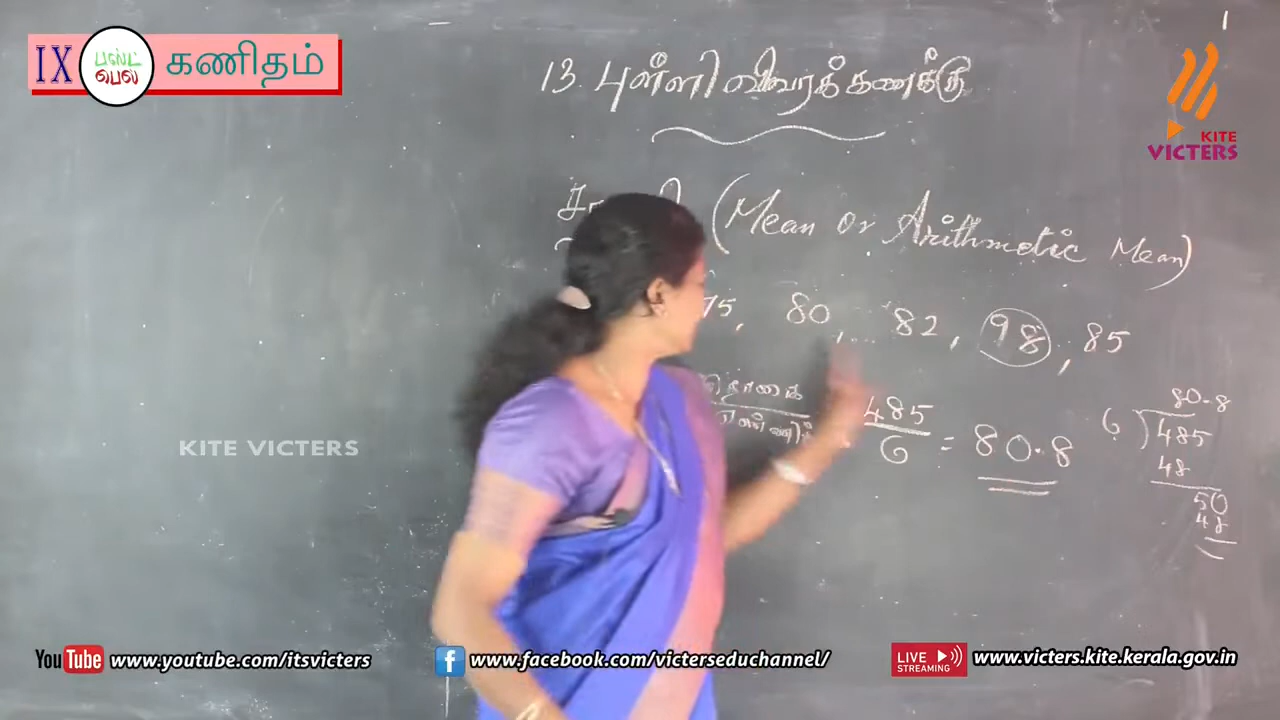 IX பஸ்ட் பெல் கணிதம்
KITE VICTERS
13. புள்ளிவிவரக்கணக்கு
(Mean or Arithmetic Mean)
75, 80, 82, 98, 85
தொகை 485
6 = 80.8
80.8
6 485
48
50
48
KITE VICTERS
YouTube www.youtube.com/itsvicters
f www.facebook.com/victerseduchannel/
LIVE STREAMING www.victers.kite.kerala.gov.in